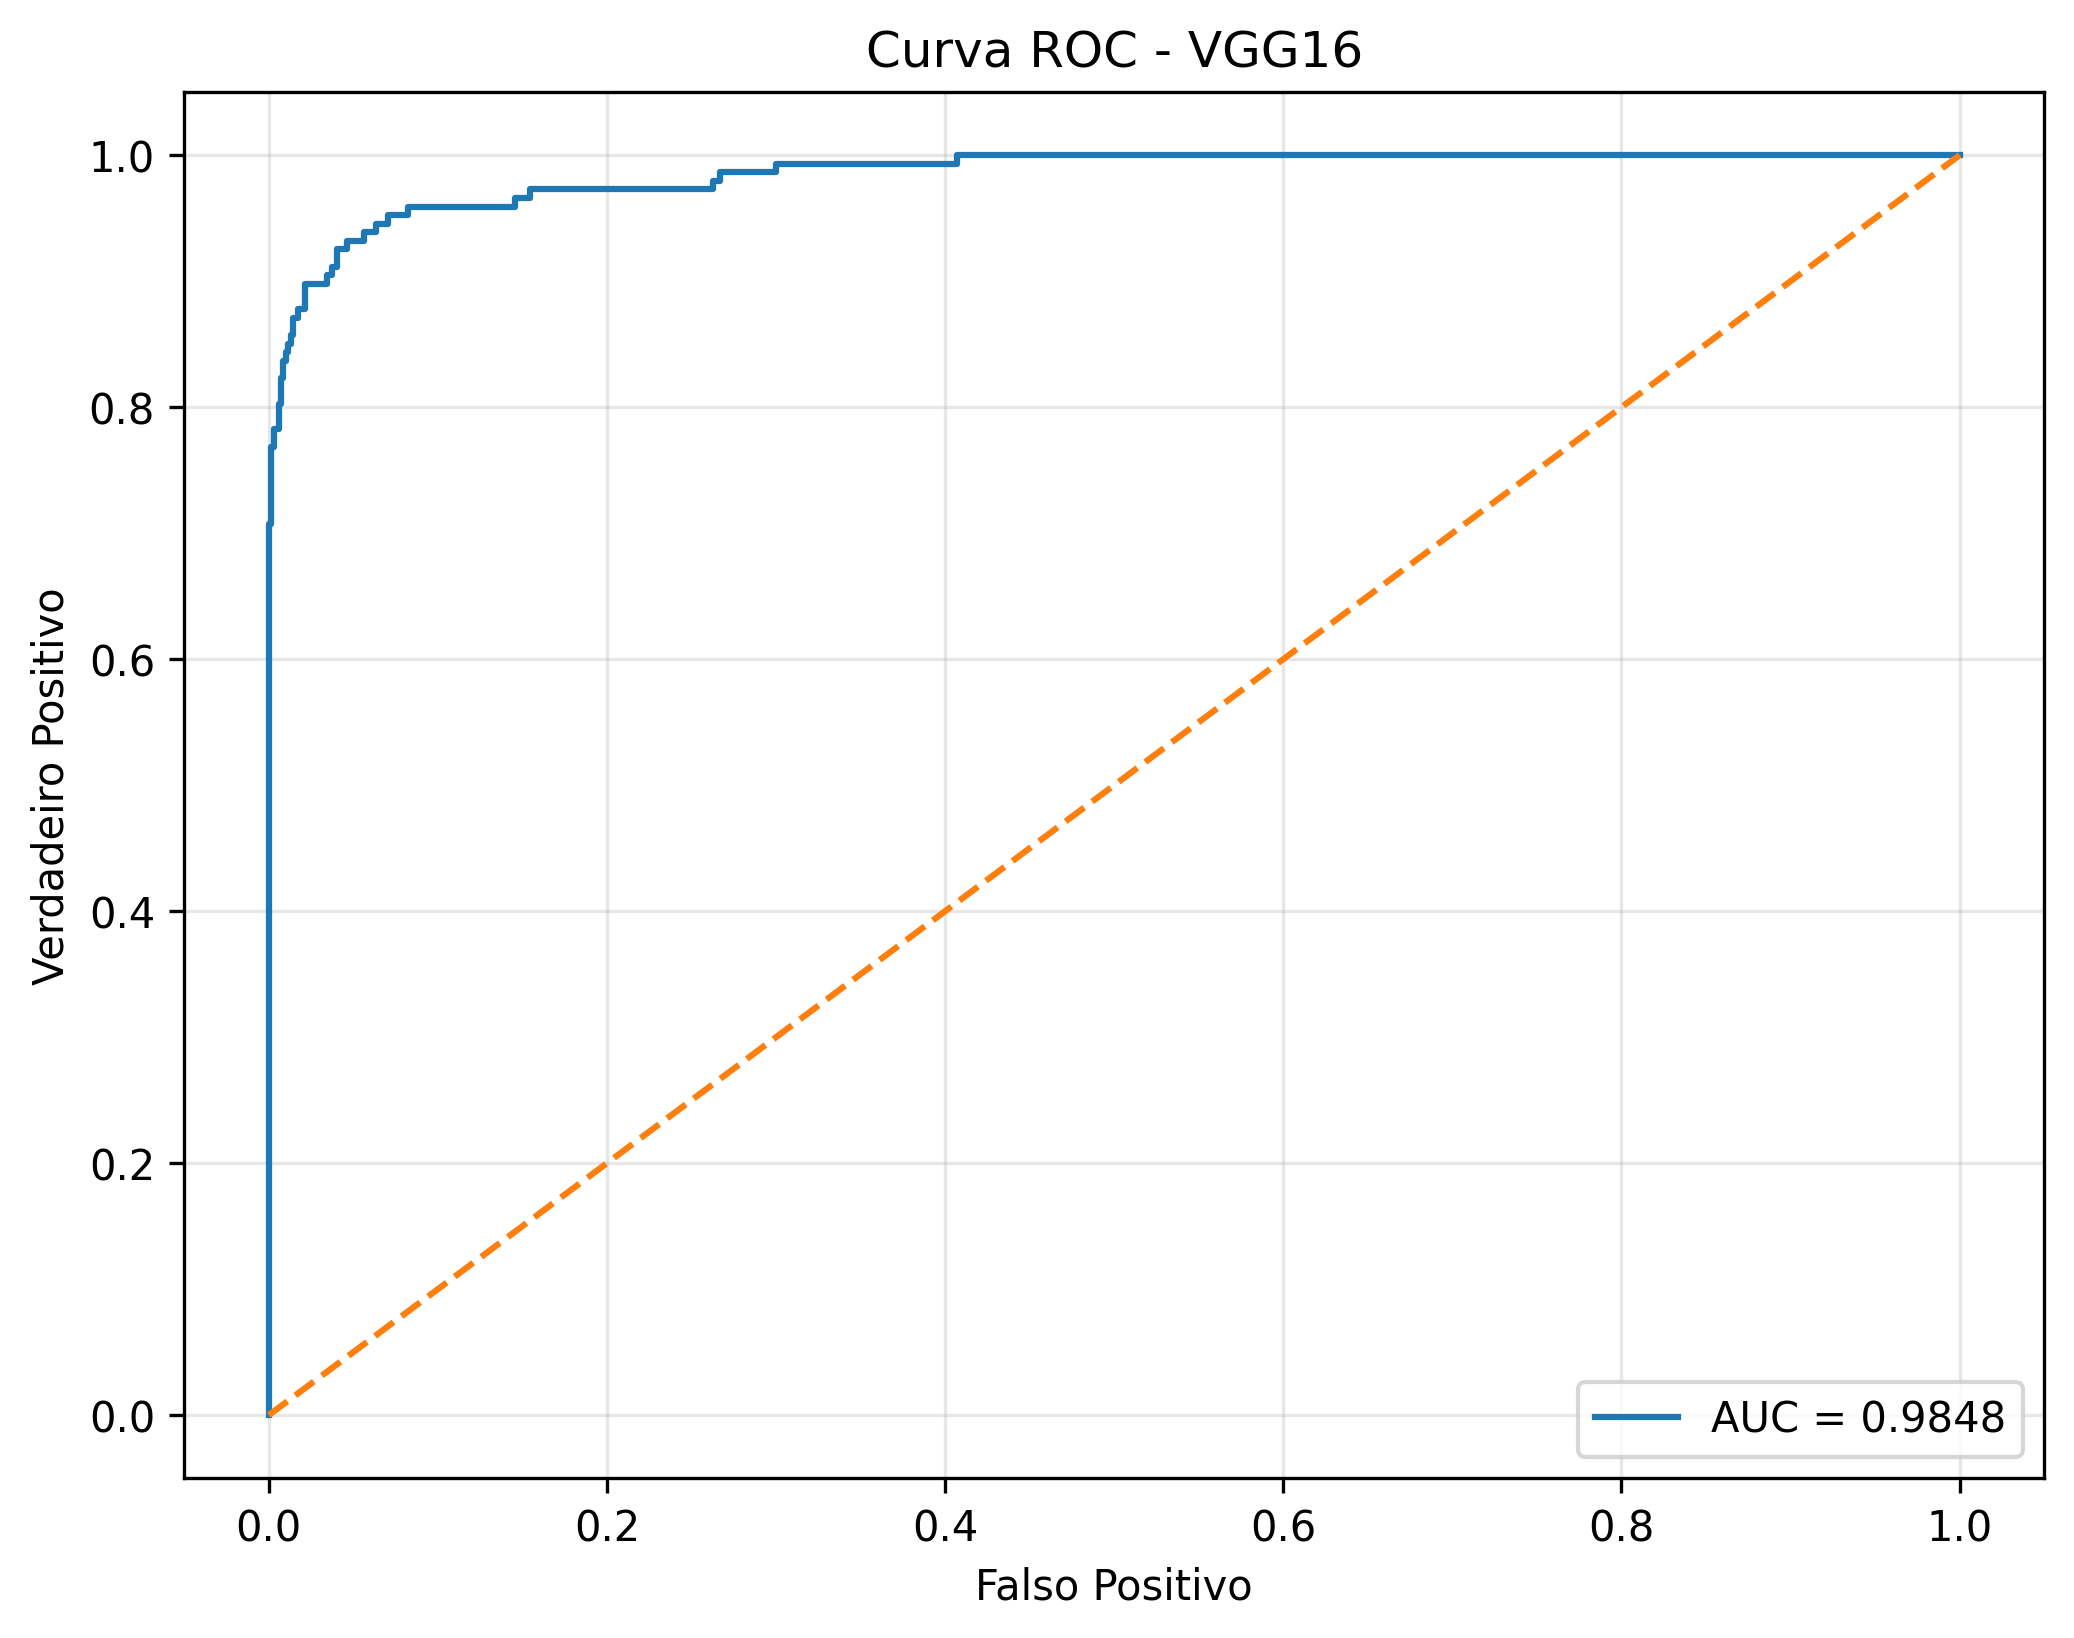 Curva ROC - VGG16
1.0
0.8
0.6
0.4
0.2
0.0
Verdadeiro Positivo
AUC = 0.9848
0.0 0.2 0.4 0.6 0.8 1.0
Falso Positivo